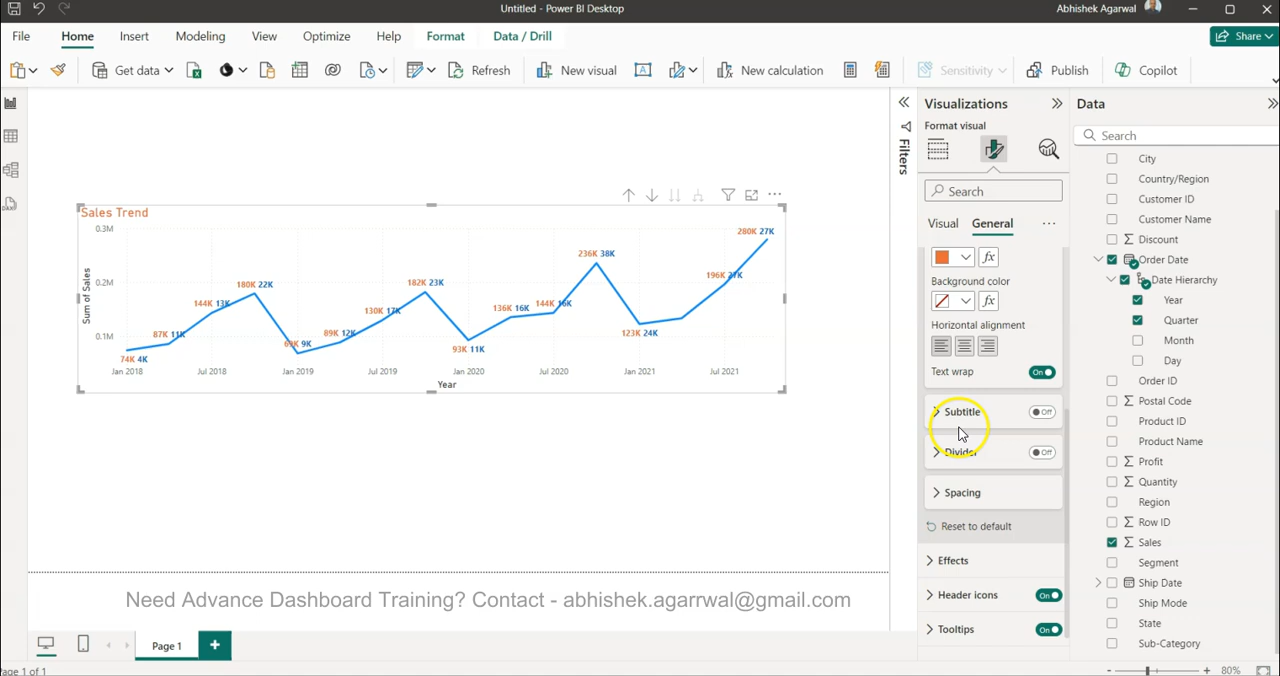 Untitled - Power BI Desktop
Abhishek Agarwal
File Home Insert Modeling View Optimize Help Format Data / Drill
Share
Get data Refresh New visual New calculation Sensitivity Publish Copilot
Filters
Sales Trend
0.3M
0.2M
0.1M
Sum of Sales
74K 4K
87K 11K
144K 13K
180K 22K
9K
89K 12K
130K 17K
182K 23K
93K 11K
136K 16K
144K 16K
236K 38K
123K 24K
196K 27K
280K 27K
Jan 2018 Jul 2018 Jan 2019 Jul 2019 Jan 2020 Jul 2020 Jan 2021 Jul 2021
Year
Need Advance Dashboard Training? Contact - abhishek.agarrwal@gmail.com
Page 1
age 1 of 1
Visualizations
Format visual
Search
Visual General
fx
Background color
fx
Horizontal alignment
Text wrap On
Subtitle Off
Divider Off
Spacing
Reset to default
Effects
Header icons On
Tooltips On
Data
Search
City
Country/Region
Customer ID
Customer Name
Discount
Order Date
Date Hierarchy
Year
Quarter
Month
Day
Order ID
Postal Code
Product ID
Product Name
Profit
Quantity
Region
Row ID
Sales
Segment
Ship Date
Ship Mode
State
Sub-Category
80%